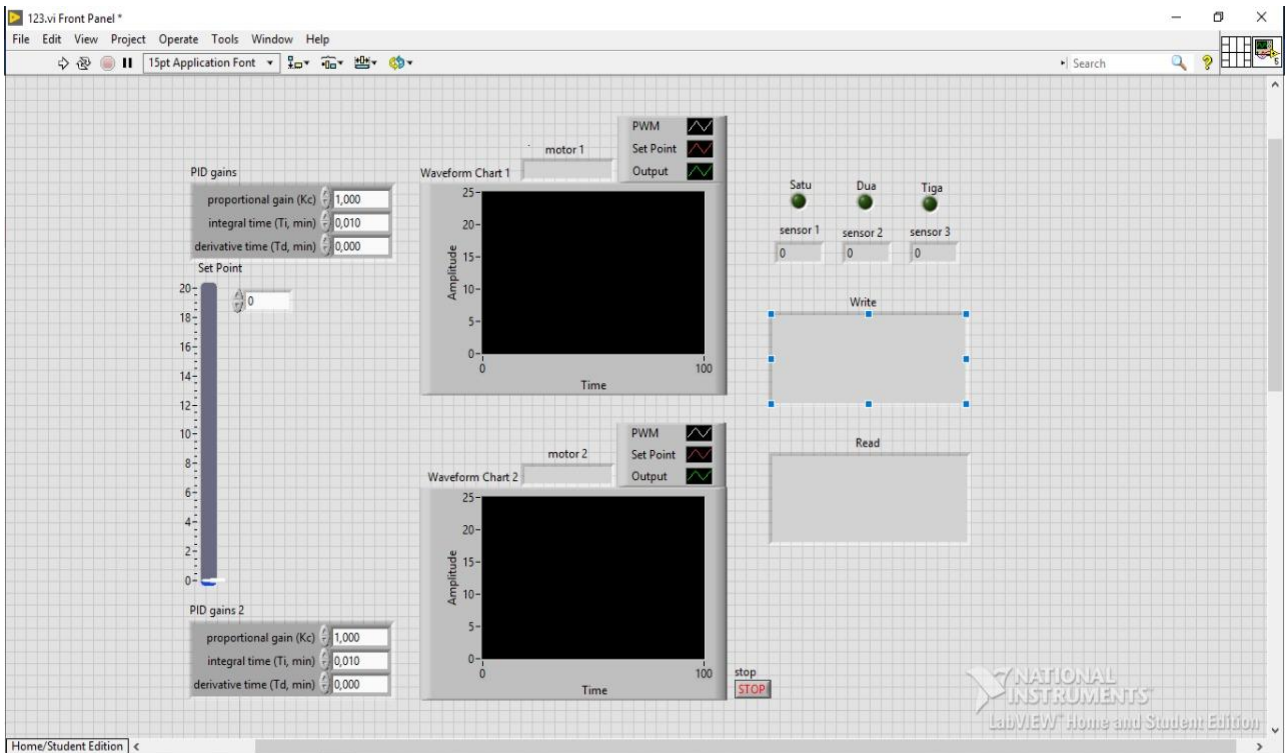 123.vi Front Panel *
File Edit View Project Operate Tools Window Help
15pt Application Font
Search
5
PID gains
proportional gain (Kc) 1,000
integral time (Ti, min) 0,010
derivative time (Td, min) 0,000
Set Point
0
20
18
16
14
12
10
8
6
4
2
0
PID gains 2
proportional gain (Kc) 1,000
integral time (Ti, min) 0,010
derivative time (Td, min) 0,000
motor 1
PWM
Set Point
Output
Waveform Chart 1
25
20
15
10
5
0
Amplitude
0 100
Time
motor 2
PWM
Set Point
Output
Waveform Chart 2
25
20
15
10
5
0
Amplitude
0 100
Time
Satu Dua Tiga
sensor 1 sensor 2 sensor 3
0 0 0
Write
Read
stop
STOP
NATIONAL
INSTRUMENTS
LabVIEW™ Home and Student Edition
Home/Student Edition